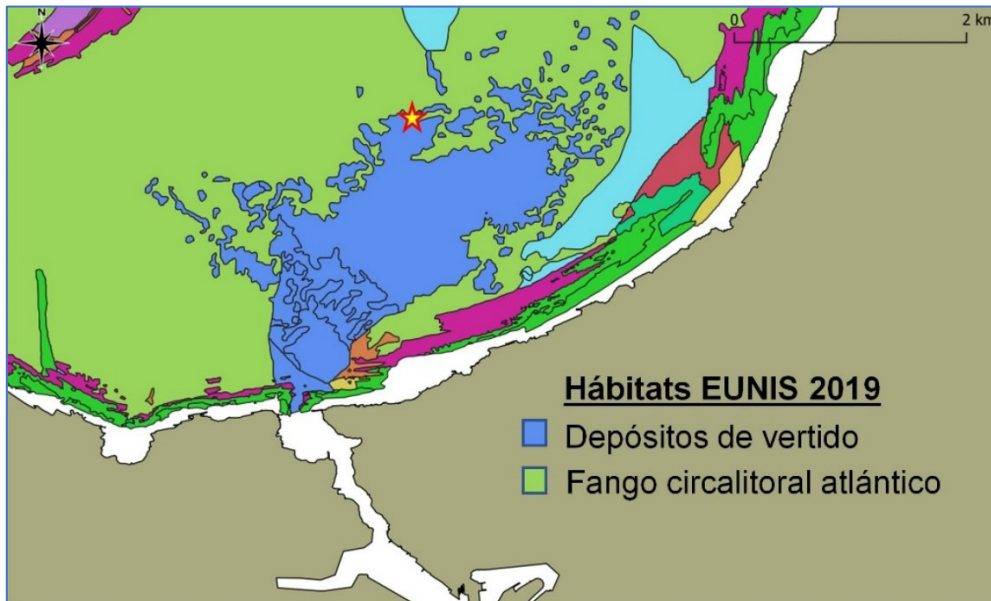 N
0 2 km
Hábitats EUNIS 2019
Depósitos de vertido
Fango circalitoral atlántico